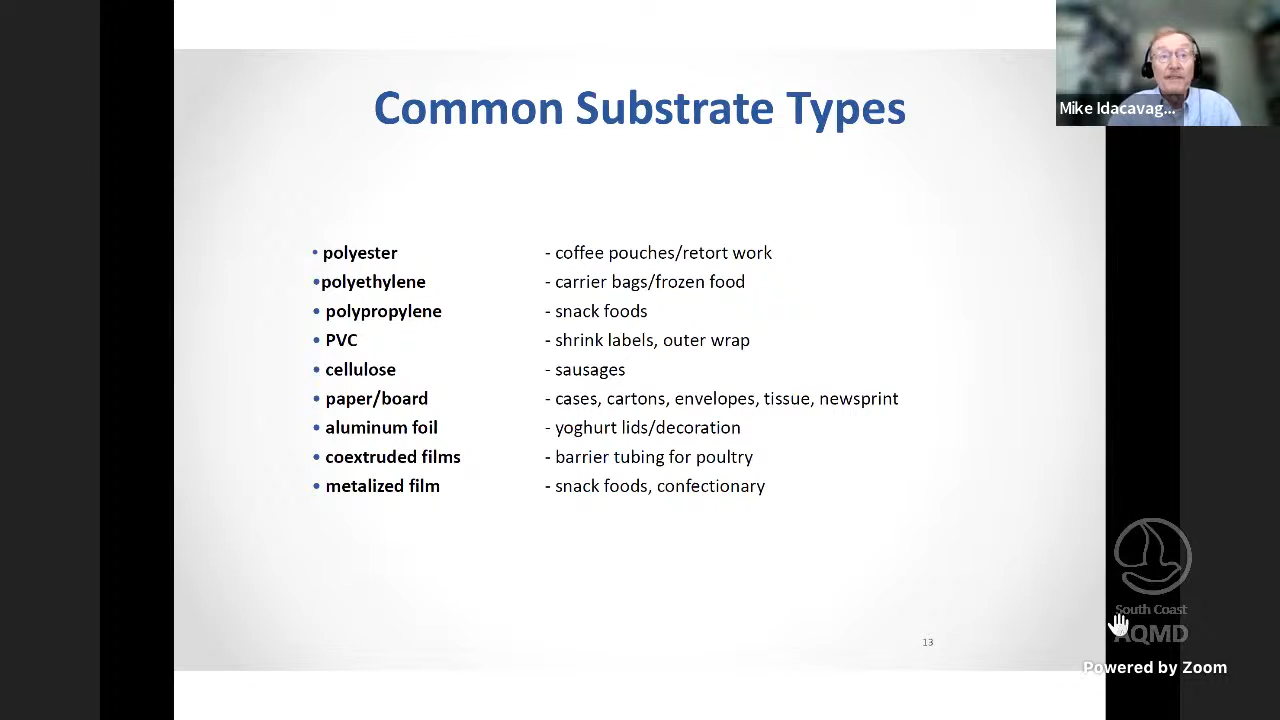 Common Substrate Types
Mike Idacavag...
• polyester - coffee pouches/retort work
•polyethylene - carrier bags/frozen food
• polypropylene - snack foods
• PVC - shrink labels, outer wrap
• cellulose - sausages
• paper/board - cases, cartons, envelopes, tissue, newsprint
• aluminum foil - yoghurt lids/decoration
• coextruded films - barrier tubing for poultry
• metalized film - snack foods, confectionary
South Coast
AQMD
13
Powered by Zoom